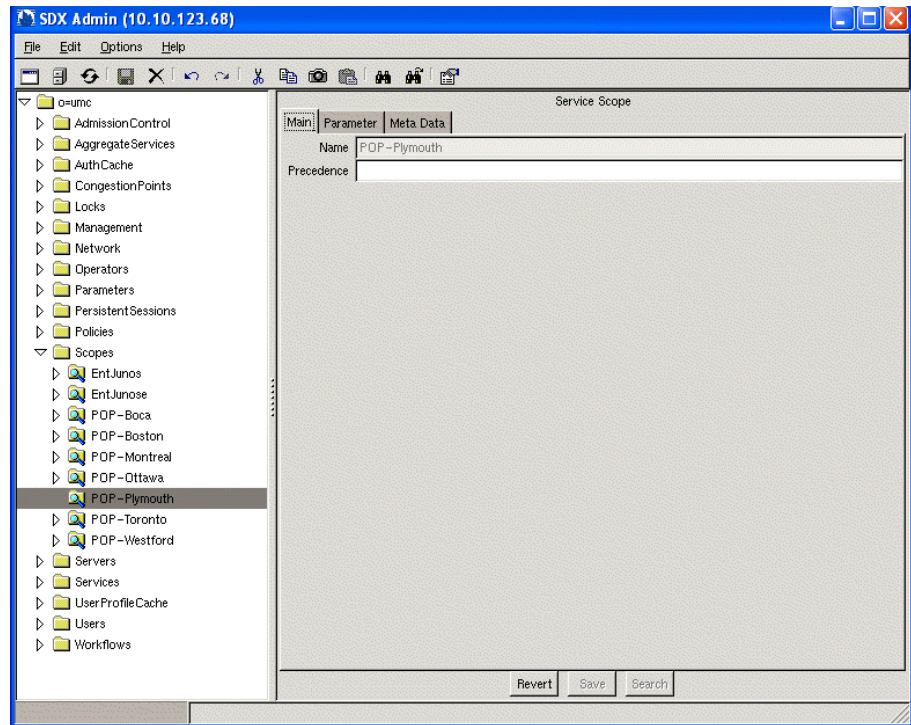 SDX Admin (10.10.123.68)
File Edit Options Help
o=umc
AdmissionControl
AggregateServices
AuthCache
CongestionPoints
Locks
Management
Network
Operators
Parameters
PersistentSessions
Policies
Scopes
EntJunos
EntJunose
POP-Boca
POP-Boston
POP-Montreal
POP-Ottawa
POP-Plymouth
POP-Toronto
POP-Westford
Servers
Services
UserProfileCache
Users
Workflows
Service Scope
Main Parameter Meta Data
Name POP-Plymouth
Precedence
Revert Save Search